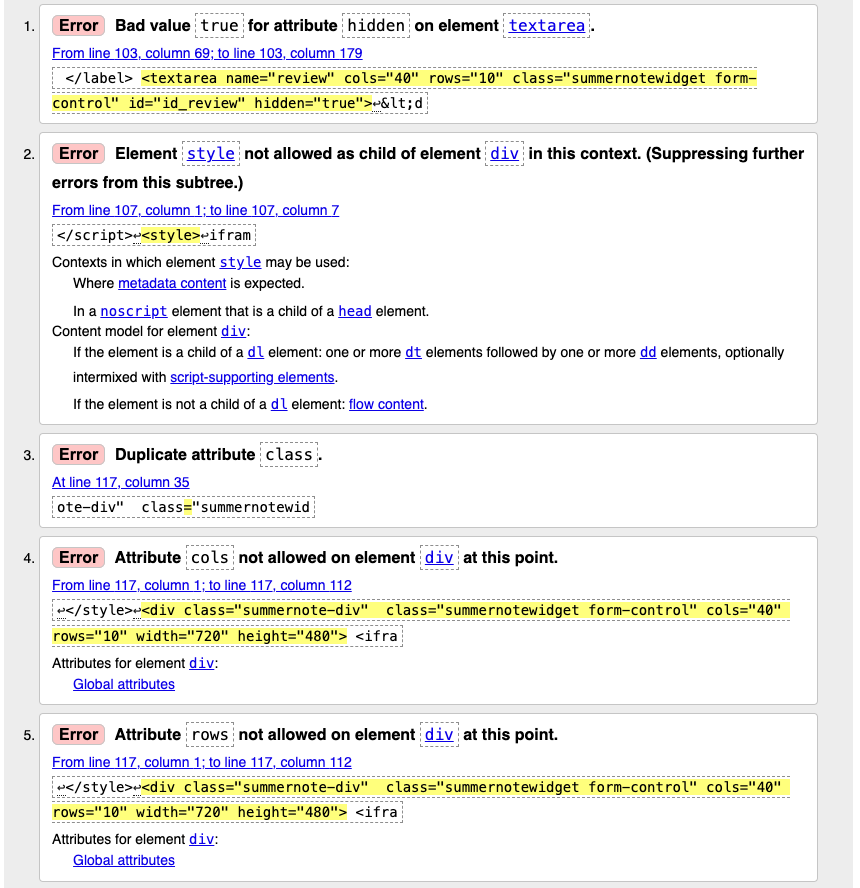 1. Error Bad value true for attribute hidden on element textarea.
From line 103, column 69; to line 103, column 179
</label> <textarea name="review" cols="40" rows="10" class="summernotewidget form-
control" id="id_review" hidden="true">↩&lt;d
2. Error Element style not allowed as child of element div in this context. (Suppressing further
errors from this subtree.)
From line 107, column 1; to line 107, column 7
</script>↩<style>↩ifram
Contexts in which element style may be used:
Where metadata content is expected.
In a noscript element that is a child of a head element.
Content model for element div:
If the element is a child of a dl element: one or more dt elements followed by one or more dd elements, optionally
intermixed with script-supporting elements.
If the element is not a child of a dl element: flow content.
3. Error Duplicate attribute class.
At line 117, column 35
ote-div"  class="summernotewid
4. Error Attribute cols not allowed on element div at this point.
From line 117, column 1; to line 117, column 112
↩</style>↩<div class="summernote-div"  class="summernotewidget form-control" cols="40"
rows="10" width="720" height="480"> <ifra
Attributes for element div:
Global attributes
5. Error Attribute rows not allowed on element div at this point.
From line 117, column 1; to line 117, column 112
↩</style>↩<div class="summernote-div"  class="summernotewidget form-control" cols="40"
rows="10" width="720" height="480"> <ifra
Attributes for element div:
Global attributes